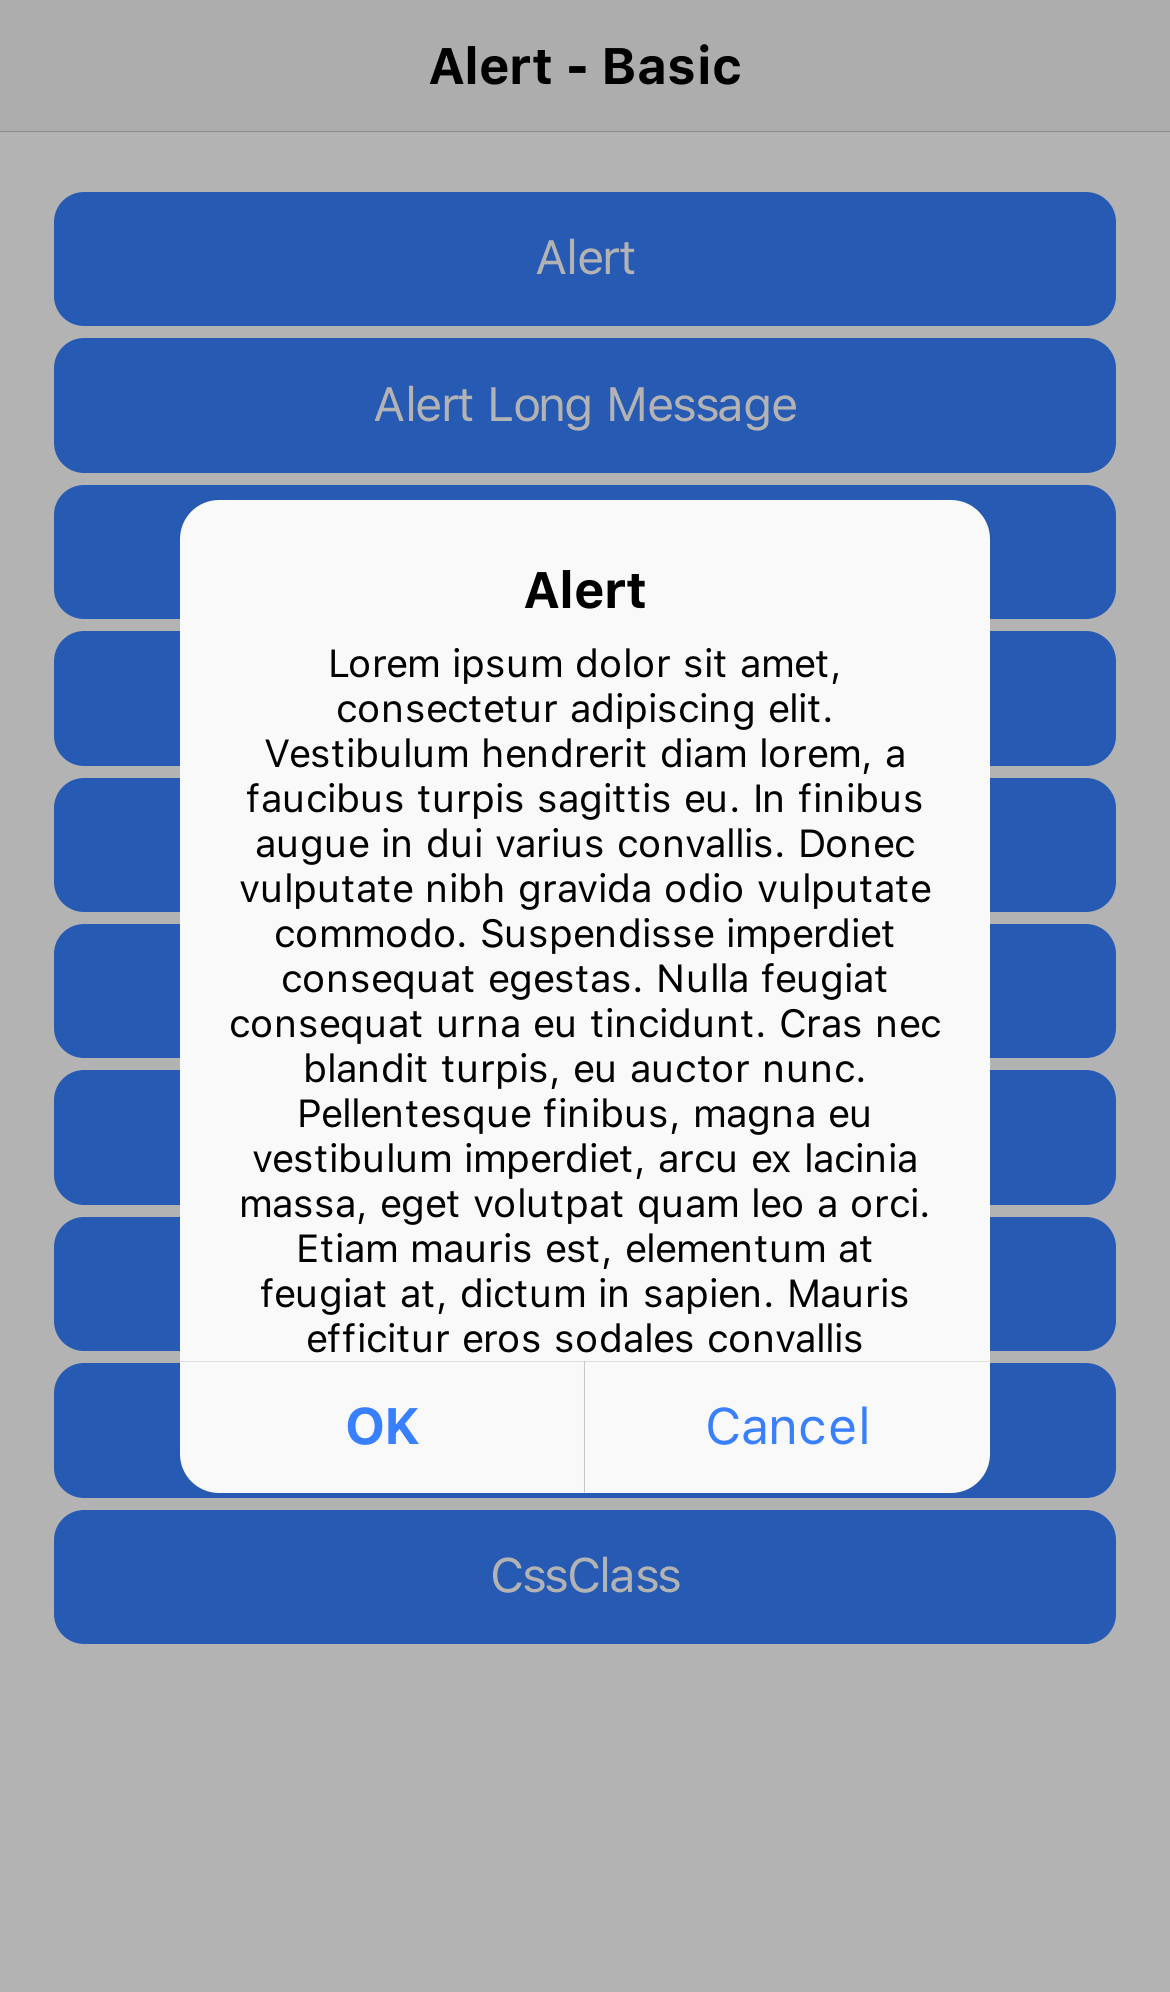 Alert - Basic
Alert
Alert Long Message
Alert
Lorem ipsum dolor sit amet,
consectetur adipiscing elit.
Vestibulum hendrerit diam lorem, a
faucibus turpis sagittis eu. In finibus
augue in dui varius convallis. Donec
vulputate nibh gravida odio vulputate
commodo. Suspendisse imperdiet
consequat egestas. Nulla feugiat
consequat urna eu tincidunt. Cras nec
blandit turpis, eu auctor nunc.
Pellentesque finibus, magna eu
vestibulum imperdiet, arcu ex lacinia
massa, eget volutpat quam leo a orci.
Etiam mauris est, elementum at
feugiat at, dictum in sapien. Mauris
efficitur eros sodales convallis
OK
Cancel
CssClass